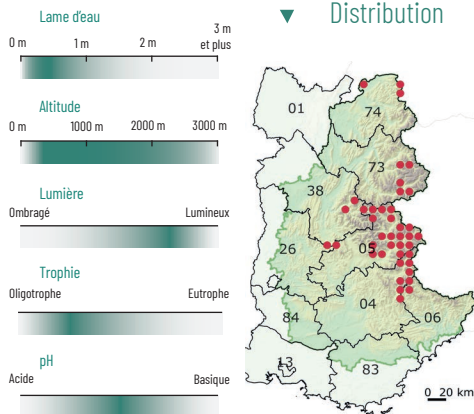 Lame d'eau
0 m 1 m 2 m 3 m et plus
Altitude
0 m 1000 m 2000 m 3000 m
Lumière
Ombragé Lumineux
Trophie
Oligotrophe Eutrophe
pH
Acide Basique
▼ Distribution
01
74
73
38
26
05
04
84
06
13
83
0 20 km